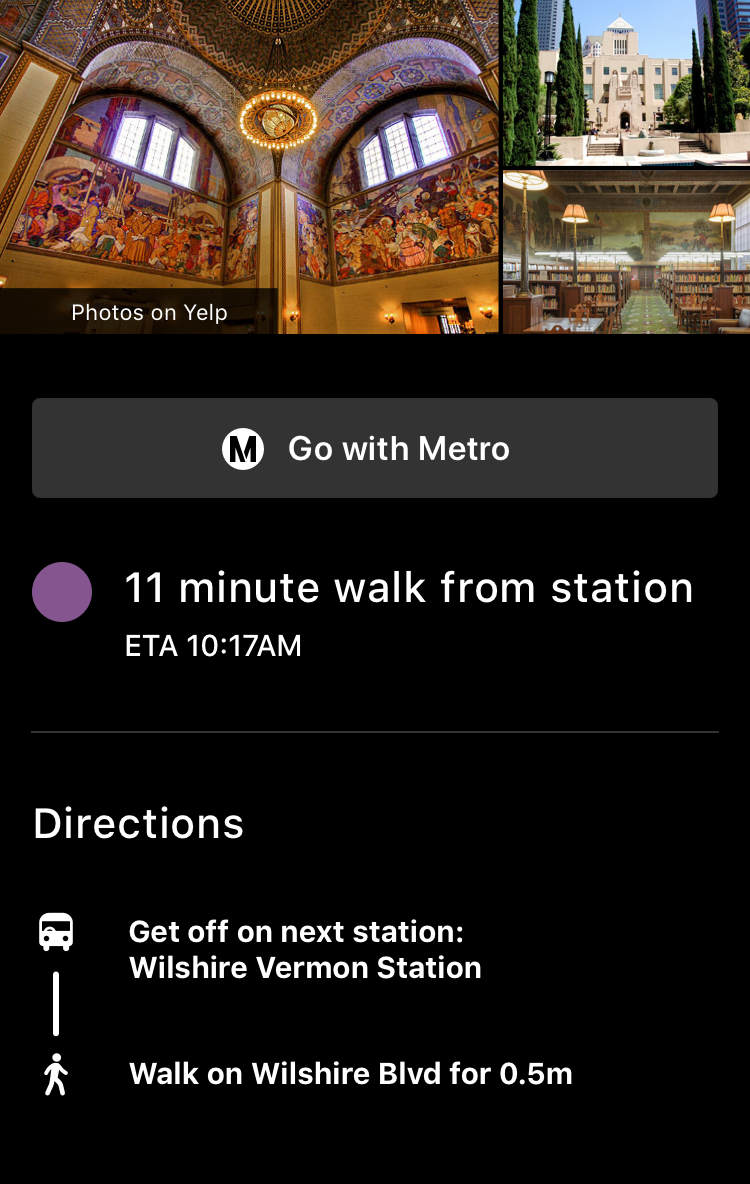 Photos on Yelp
M Go with Metro
11 minute walk from station
ETA 10:17AM
Directions
Get off on next station:
Wilshire Vermon Station
Walk on Wilshire Blvd for 0.5m